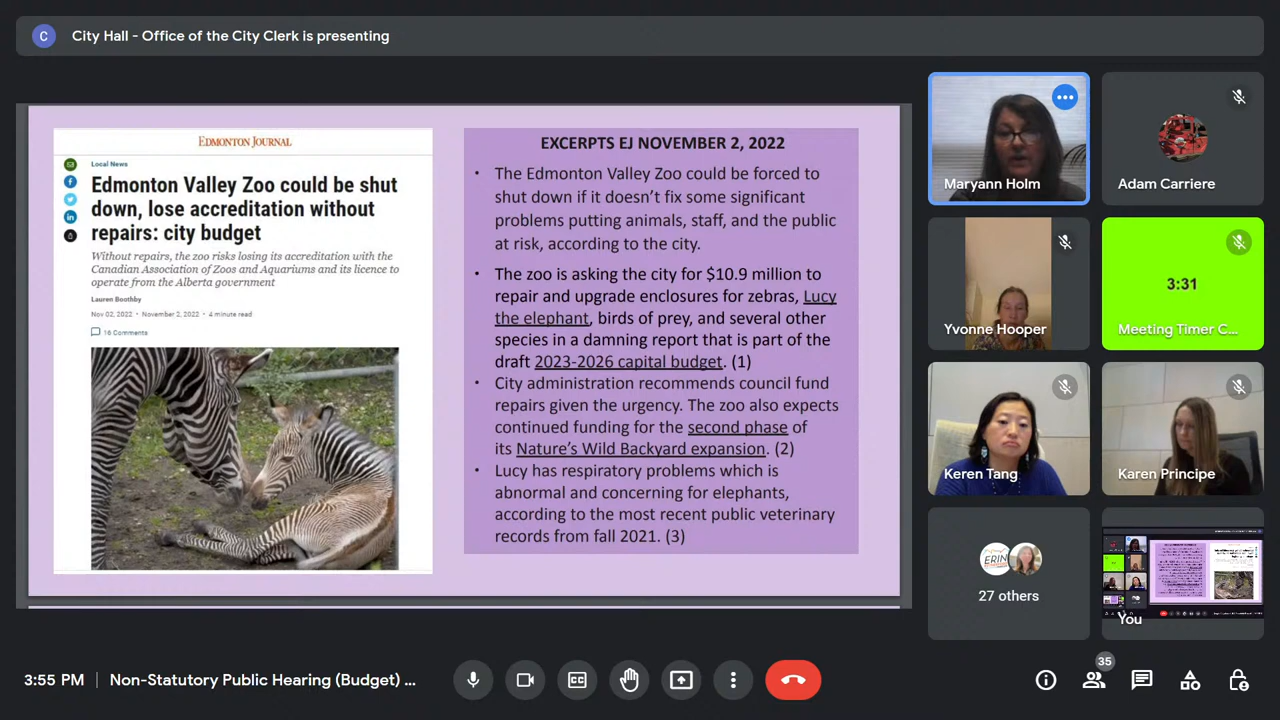 C
City Hall - Office of the City Clerk is presenting
EDMONTON JOURNAL
Local News
Edmonton Valley Zoo could be shut
down, lose accreditation without
repairs: city budget
Without repairs, the zoo risks losing its accreditation with the
Canadian Association of Zoos and Aquariums and its licence to
operate from the Alberta government
Lauren Boothby
Nov 02, 2022 • November 2, 2022 • 4 minute read
16 Comments
EXCERPTS EJ NOVEMBER 2, 2022
• The Edmonton Valley Zoo could be forced to
shut down if it doesn't fix some significant
problems putting animals, staff, and the public
at risk, according to the city.
• The zoo is asking the city for $10.9 million to
repair and upgrade enclosures for zebras, Lucy
the elephant, birds of prey, and several other
species in a damning report that is part of the
draft 2023-2026 capital budget. (1)
• City administration recommends council fund
repairs given the urgency. The zoo also expects
continued funding for the second phase of
its Nature's Wild Backyard expansion. (2)
• Lucy has respiratory problems which is
abnormal and concerning for elephants,
according to the most recent public veterinary
records from fall 2021. (3)
Maryann Holm
Adam Carriere
Yvonne Hooper
3:31
Meeting Timer C...
Keren Tang
Karen Principe
ERIN
27 others
You
3:55 PM | Non-Statutory Public Hearing (Budget) ...
CC
35